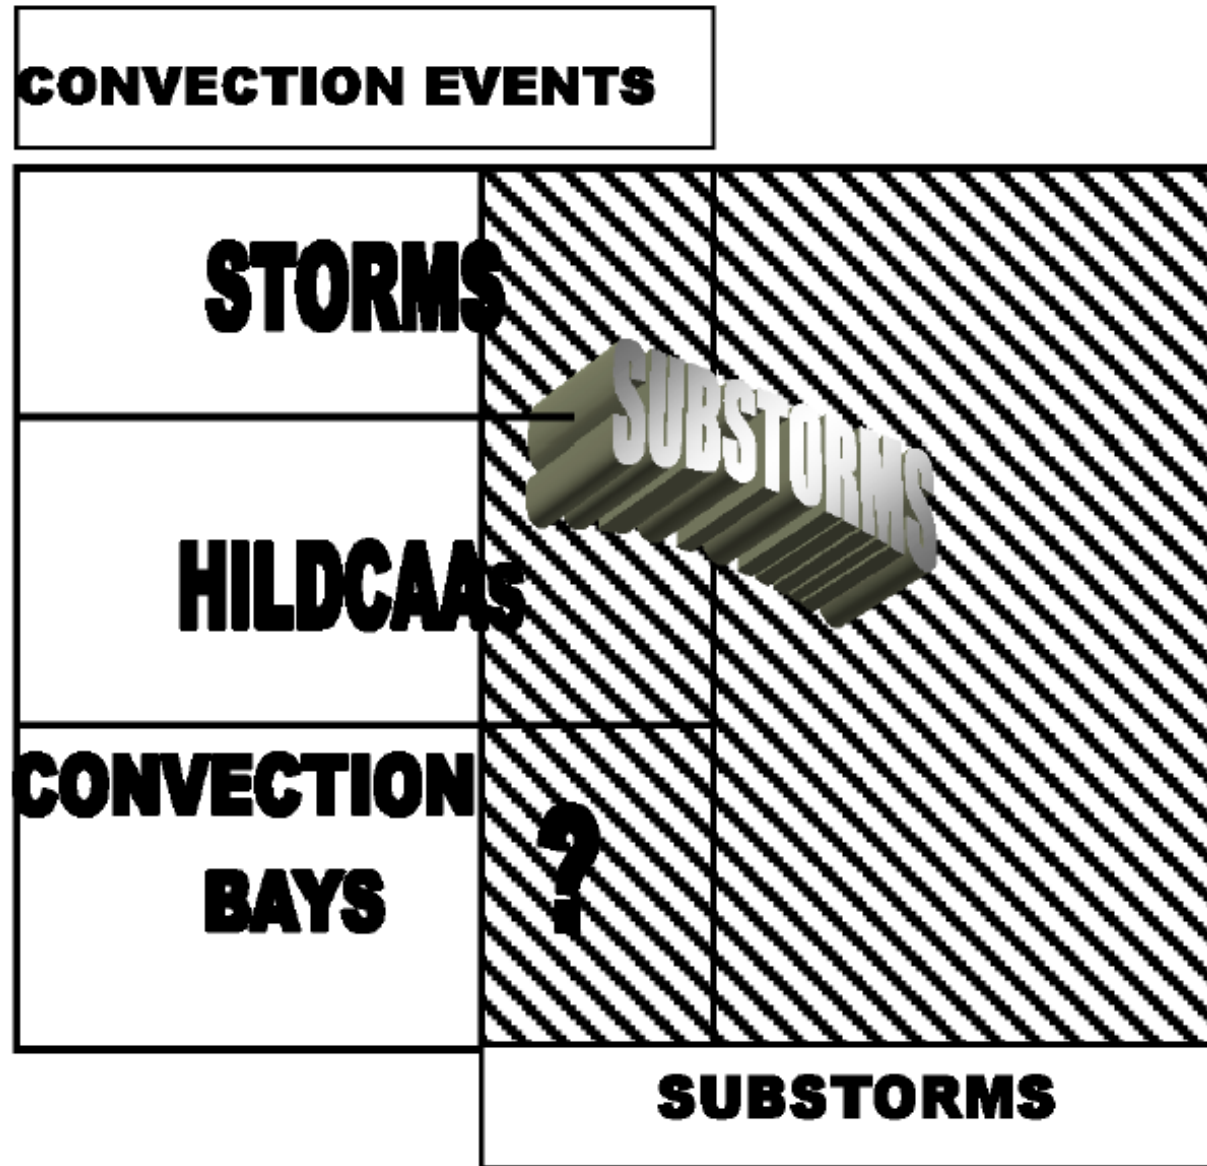 CONVECTION EVENTS
STORMS
SUBSTORMS
HILDCAAs
CONVECTION
BAYS
?
SUBSTORMS